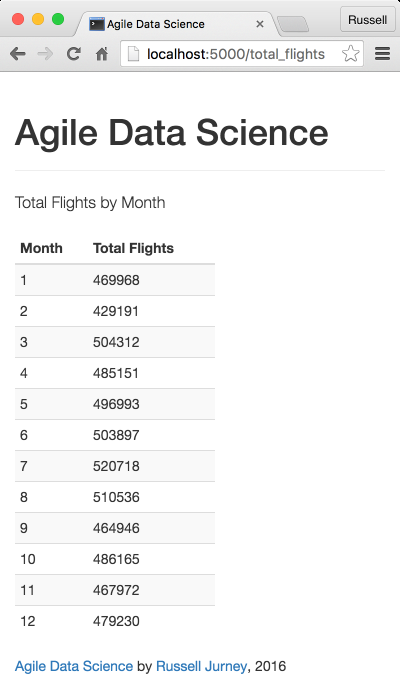 Agile Data Science
Russell
localhost:5000/total_flights
Agile Data Science
Total Flights by Month
Month Total Flights
1 469968
2 429191
3 504312
4 485151
5 496993
6 503897
7 520718
8 510536
9 464946
10 486165
11 467972
12 479230
Agile Data Science by Russell Jurney, 2016